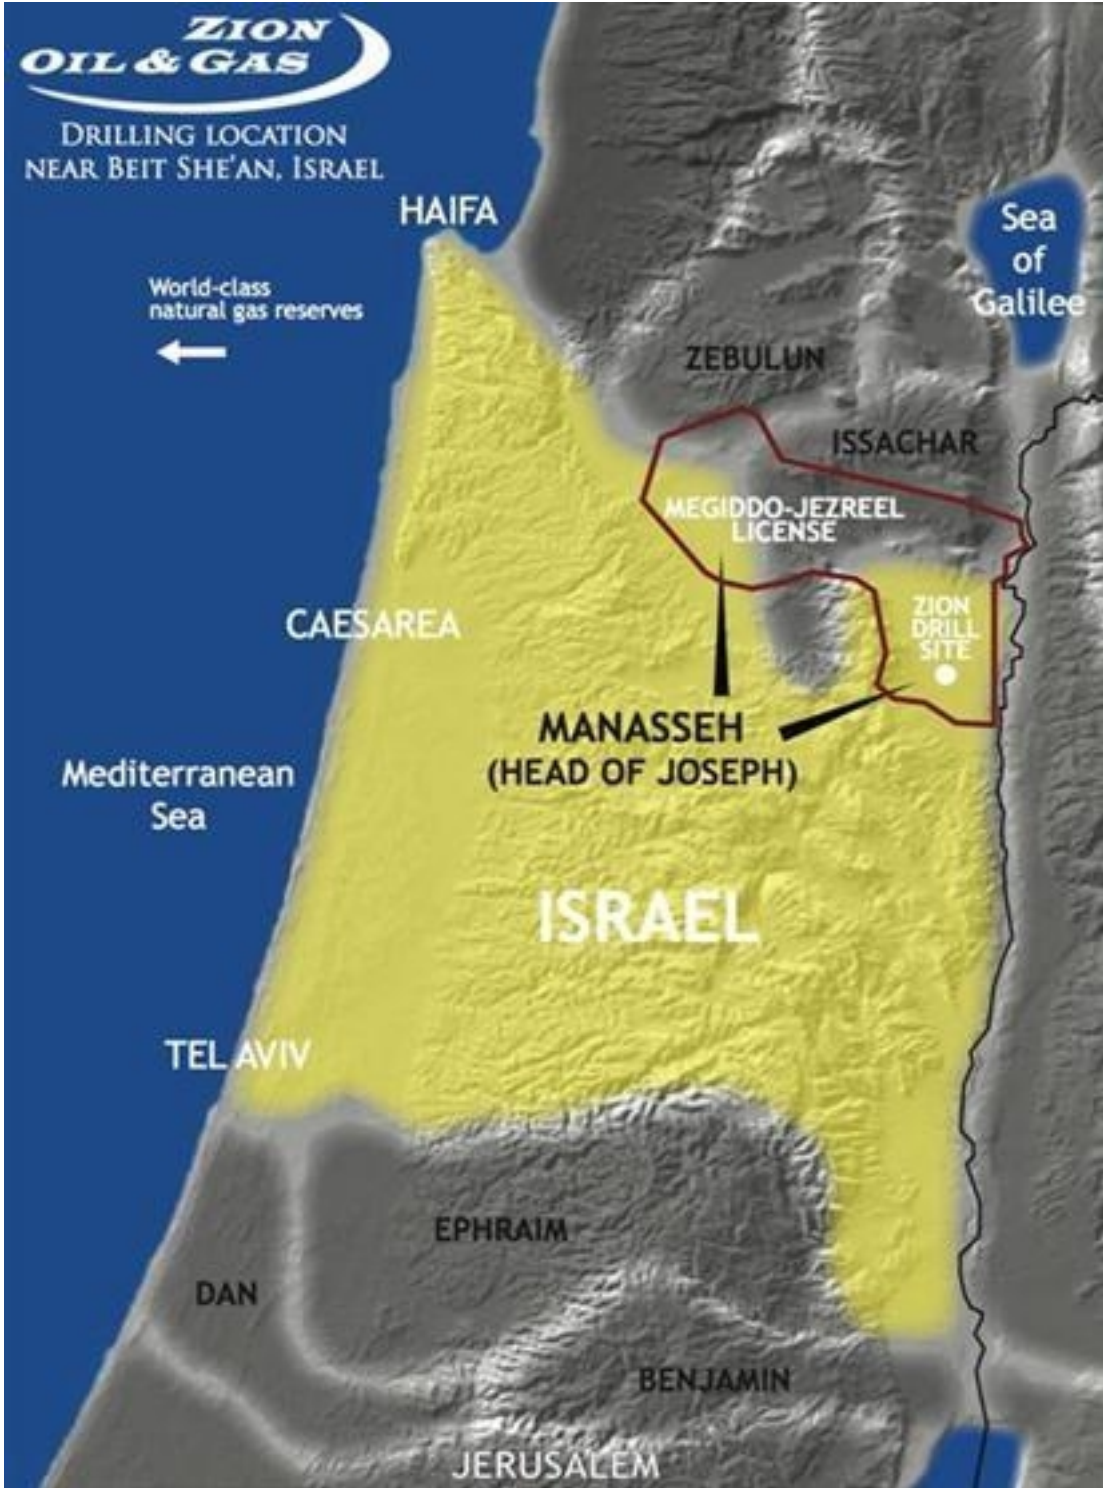 ZION
OIL & GAS
DRILLING LOCATION
NEAR BEIT SHE'AN, ISRAEL
HAIFA
Sea
of
Galilee
World-class
natural gas reserves
ZEBULUN
ISSACHAR
MEGIDDO-JEZREEL
LICENSE
ZION
DRILL
SITE
CAESAREA
MANASSEH
(HEAD OF JOSEPH)
Mediterranean
Sea
ISRAEL
TEL AVIV
EPHRAIM
DAN
BENJAMIN
JERUSALEM